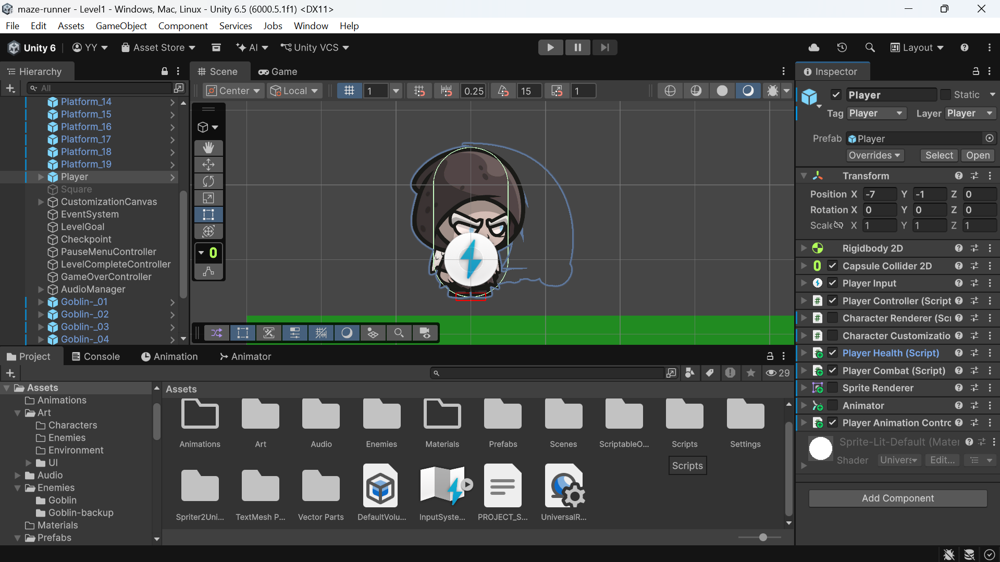 maze-runner - Level1 - Windows, Mac, Linux - Unity 6.5 (6000.5.1f1) <DX11>
File Edit Assets GameObject Component Services Jobs Window Help
Unity 6 YY Asset Store AI Unity VCS Layout
Hierarchy
Scene Game
Inspector
All
Center Local 1 0.25 15 1
Platform_14
Platform_15
Platform_16
Platform_17
Platform_18
Platform_19
Player
Square
CustomizationCanvas
EventSystem
LevelGoal
Checkpoint
PauseMenuController
LevelCompleteController
GameOverController
AudioManager
Goblin-_01
Goblin-_02
Goblin-_03
Goblin-_04
Player Static
Tag Player Layer Player
Prefab Player
Overrides Select Open
Transform
Position X -7 Y -1 Z 0
Rotation X 0 Y 0 Z 0
Scale X 1 Y 1 Z 1
Rigidbody 2D
Capsule Collider 2D
Player Input
Player Controller (Script
Character Renderer (Scr
Character Customizatio
Player Health (Script)
Player Combat (Script)
Sprite Renderer
Animator
Player Animation Contro
Sprite-Lit-Default (Mater
Shader Univers Edit...
Add Component
Project Console Animation Animator
29
Assets
Animations
Art
Characters
Enemies
Environment
UI
Audio
Enemies
Goblin
Goblin-backup
Materials
Prefabs
Assets
Animations Art Audio Enemies Materials Prefabs Scenes ScriptableO... Scripts Settings
Scripts
Spriter2Uni... TextMesh P... Vector Parts DefaultVolu... InputSyste... PROJECT_S... UniversalR...